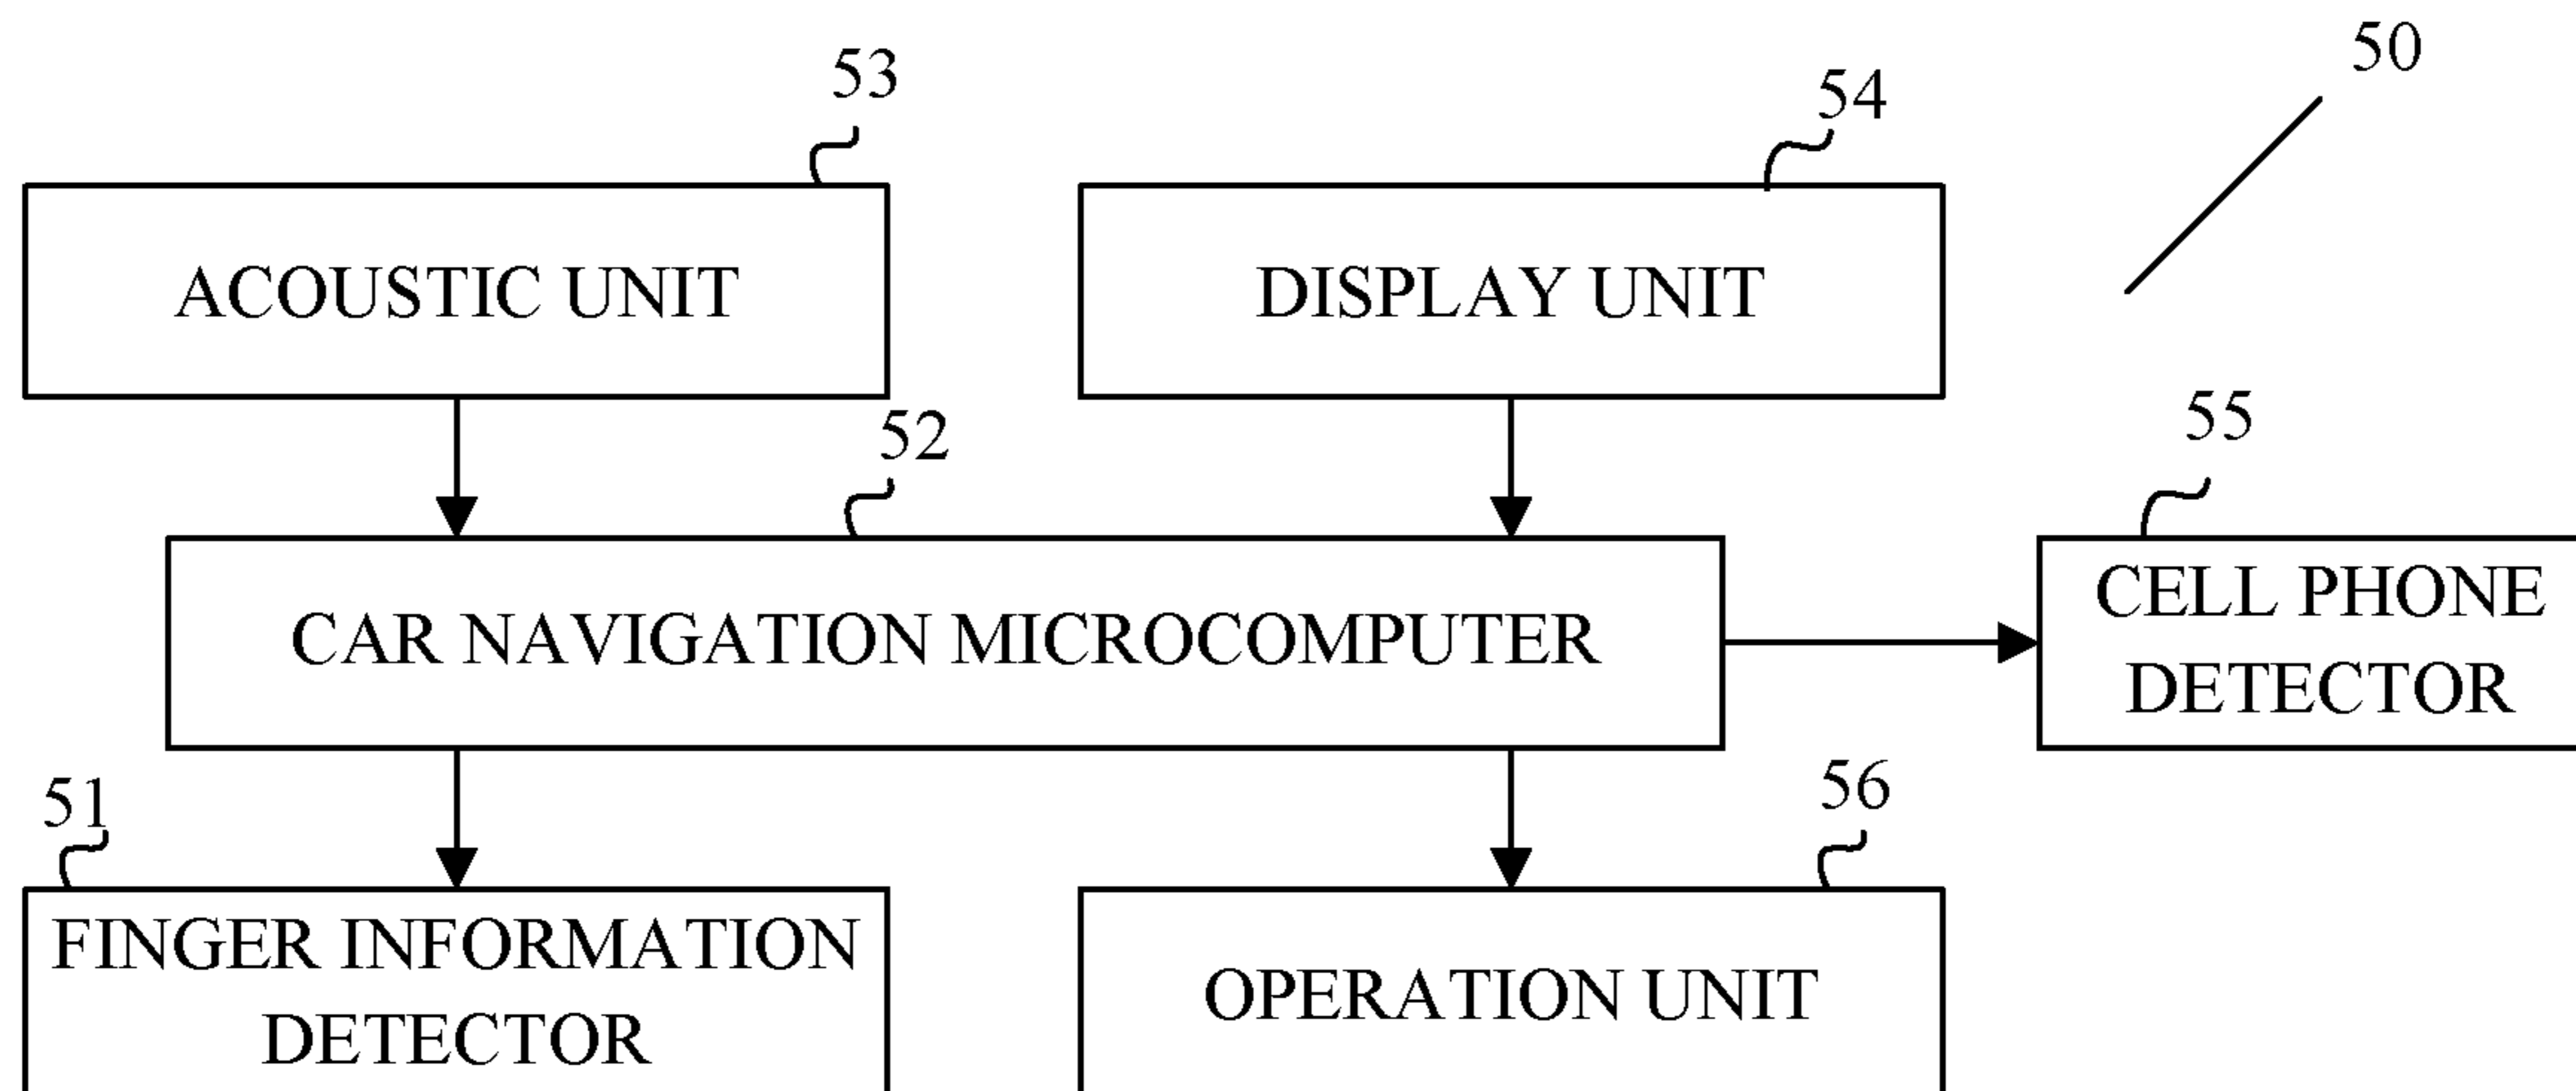 50
53
54
ACOUSTIC UNIT
DISPLAY UNIT
52
55
CAR NAVIGATION MICROCOMPUTER
CELL PHONE
DETECTOR
51
56
FINGER INFORMATION
DETECTOR
OPERATION UNIT